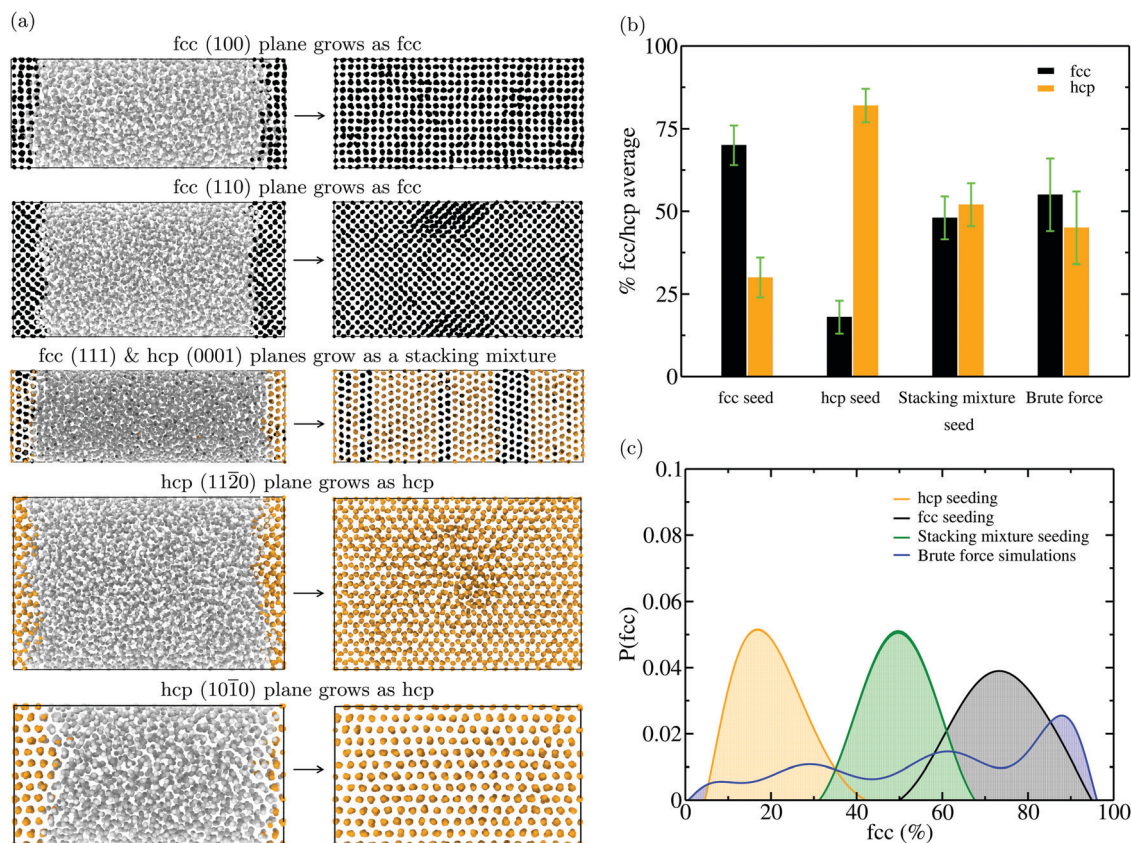 (a)
fcc (100) plane grows as fcc
fcc (110) plane grows as fcc
fcc (111) & hcp (0001) planes grow as a stacking mixture
hcp (112̅0) plane grows as hcp
hcp (101̅0) plane grows as hcp
(b)
100
75
50
25
0
% fcc/hcp average
fcc
hcp
fcc seed
hcp seed
Stacking mixture
seed
Brute force
(c)
0.1
0.08
0.06
0.04
0.02
0
P(fcc)
hcp seeding
fcc seeding
Stacking mixture seeding
Brute force simulations
0
20
40
60
80
100
fcc (%)